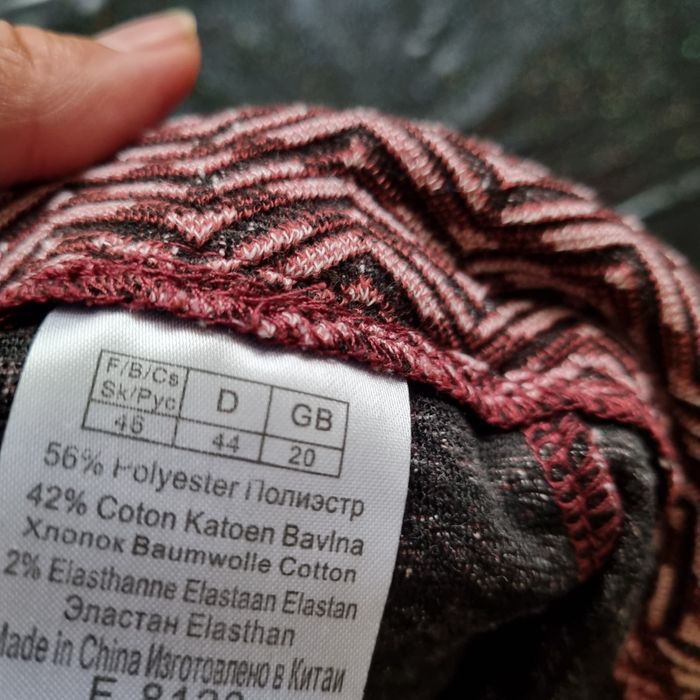 F/B/Cs D GB
Sk/Рус
46 44 20
56% Polyester Полиэстр
42% Coton Katoen Bavlna
Хлопок Baumwolle Cotton
2% Elasthanne Elastaan Elastan
Эластан Elasthan
Made in China Изготовлено в Китаи